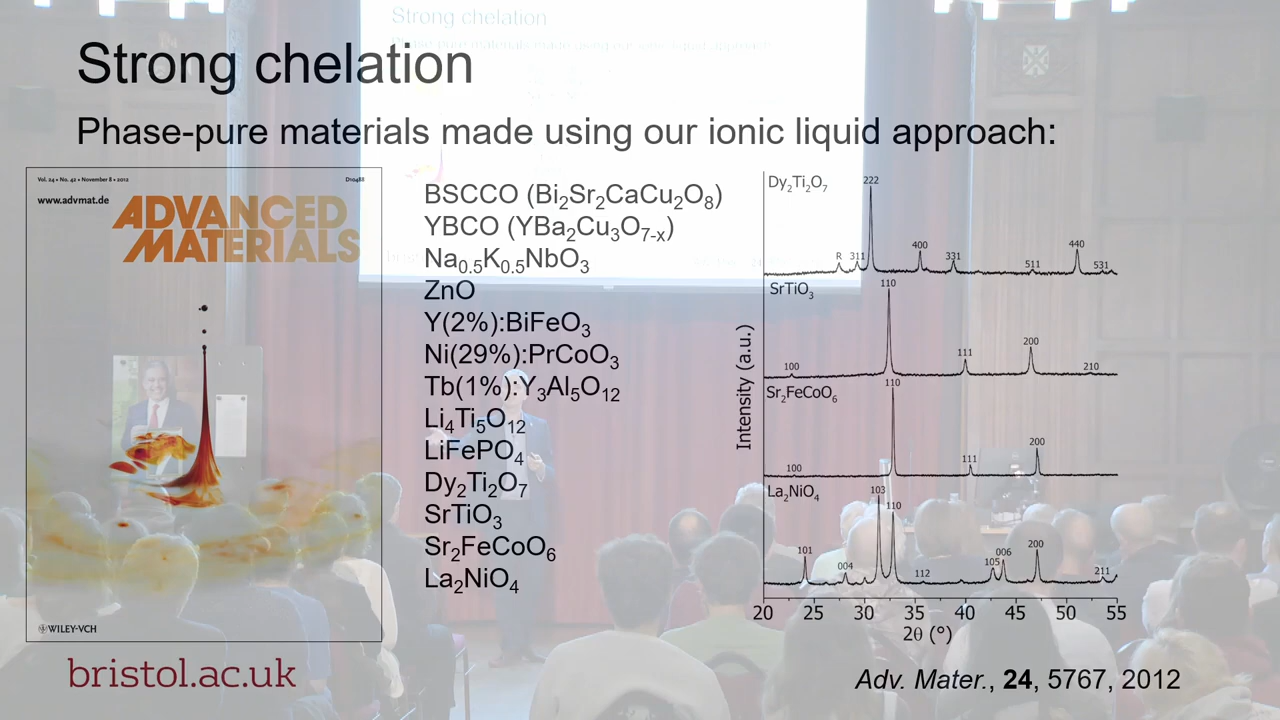 Strong chelation
Phase-pure materials made using our ionic liquid approach:
Vol. 24 • No. 42 • November 8 • 2012
D10488
www.advmat.de
ADVANCED
MATERIALS
WILEY-VCH
BSCCO (Bi₂Sr₂CaCu₂O₈)
YBCO (YBa₂Cu₃O₇₋ₓ)
Na₀.₅K₀.₅NbO₃
ZnO
Y(2%):BiFeO₃
Ni(29%):PrCoO₃
Tb(1%):Y₃Al₅O₁₂
Li₄Ti₅O₁₂
LiFePO₄
Dy₂Ti₂O₇
SrTiO₃
Sr₂FeCoO₆
La₂NiO₄
Intensity (a.u.)
Dy₂Ti₂O₇
R 311 222 400 331 511 440 531
SrTiO₃
100 110 111 200 210
Sr₂FeCoO₆
100 110 111 200
La₂NiO₄
101 004 103 110 112 105 006 200 211
20 25 30 35 40 45 50 55
2θ (°)
bristol.ac.uk
Adv. Mater., 24, 5767, 2012